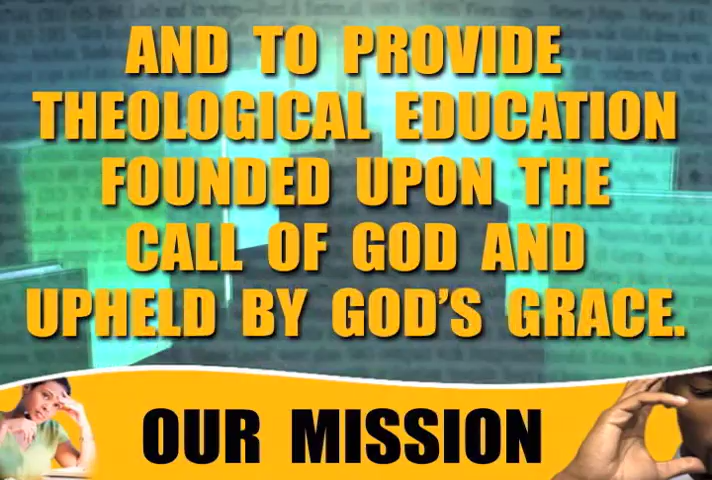 AND TO PROVIDE
THEOLOGICAL EDUCATION
FOUNDED UPON THE
CALL OF GOD AND
UPHELD BY GOD'S GRACE.
OUR MISSION